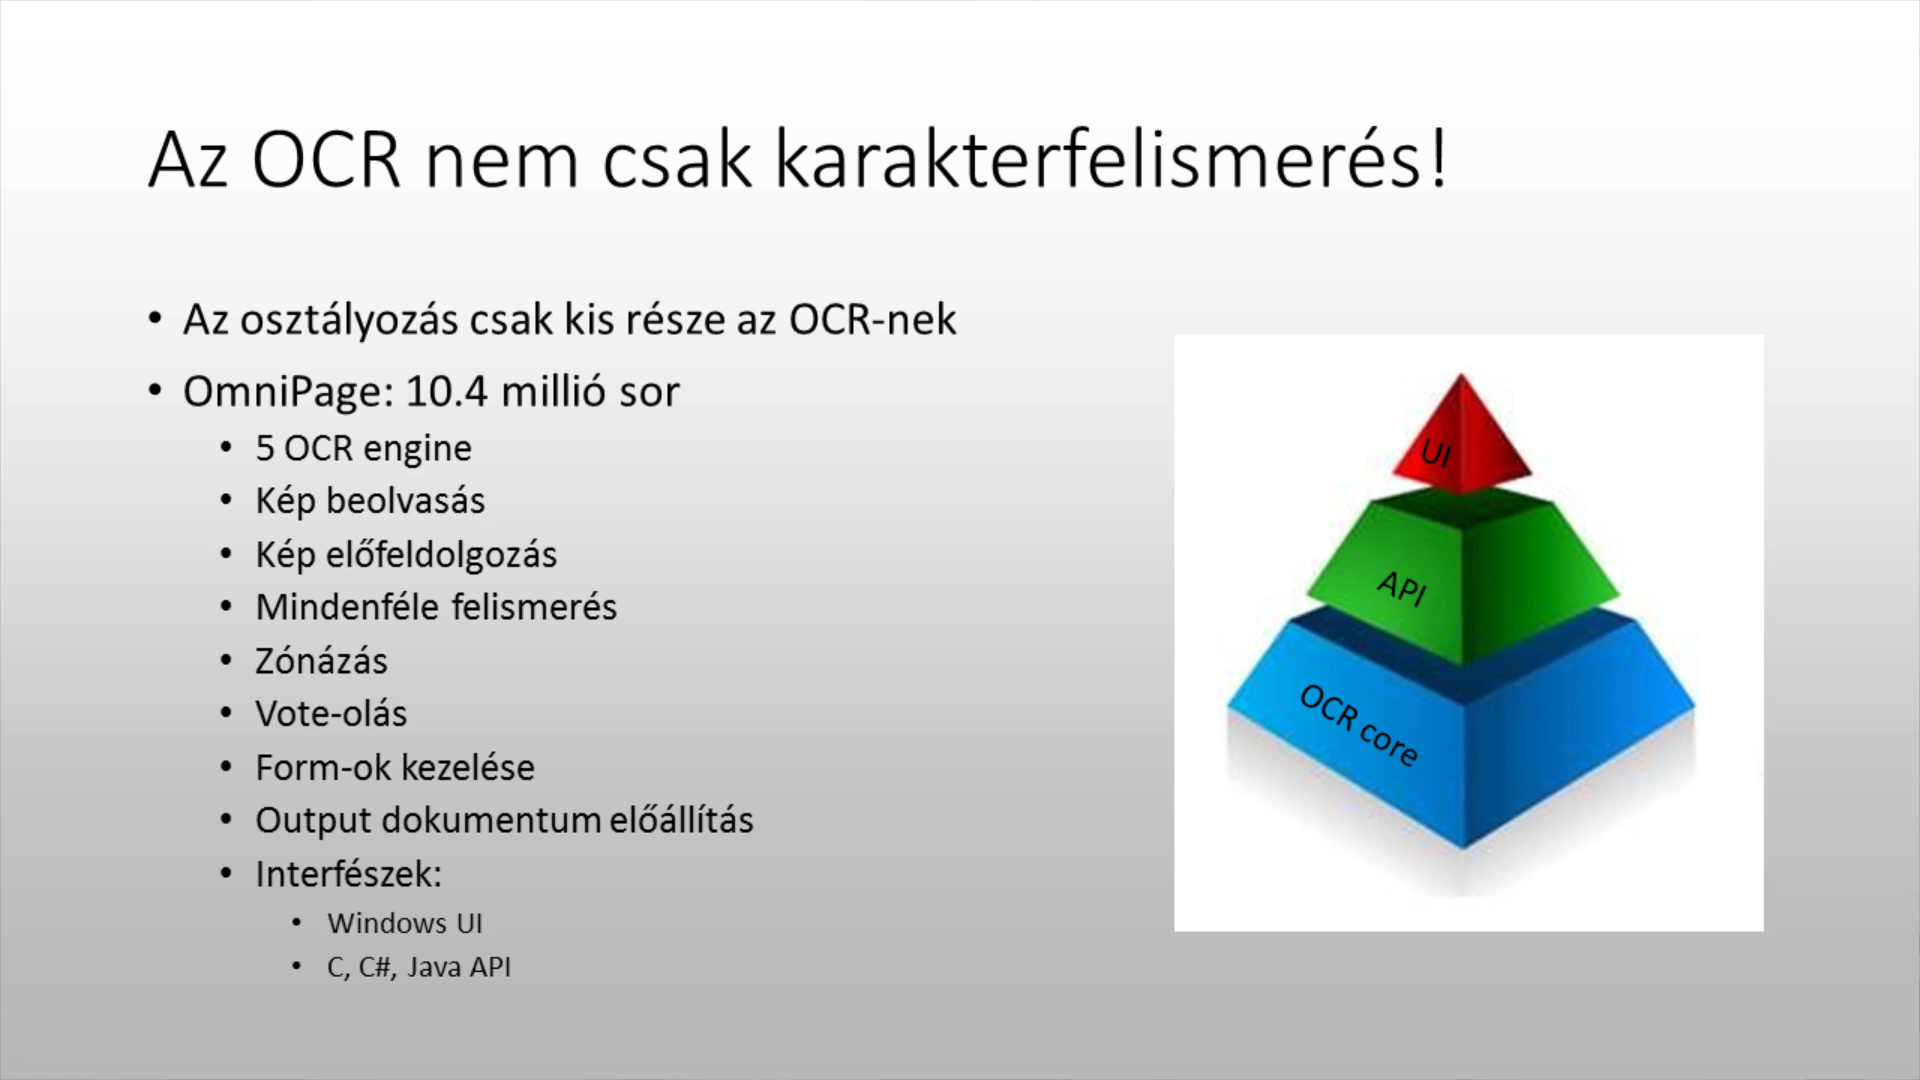 Az OCR nem csak karakterfelismerés!
• Az osztályozás csak kis része az OCR-nek
• OmniPage: 10.4 millió sor
• 5 OCR engine
• Kép beolvasás
• Kép előfeldolgozás
• Mindenféle felismerés
• Zónázás
• Vote-olás
• Form-ok kezelése
• Output dokumentum előállítás
• Interfészek:
• Windows UI
• C, C#, Java API
UI
API
OCR core